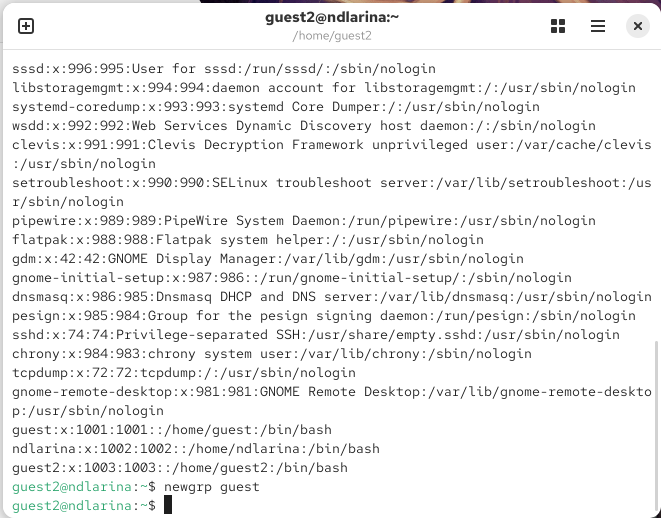 guest2@ndlarina:~
/home/guest2
sssd:x:996:995:User for sssd:/run/sssd/:/sbin/nologin
libstoragemgmt:x:994:994:daemon account for libstoragemgmt:/:/usr/sbin/nologin
systemd-coredump:x:993:993:systemd Core Dumper:/:/usr/sbin/nologin
wsdd:x:992:992:Web Services Dynamic Discovery host daemon:/:/sbin/nologin
clevis:x:991:991:Clevis Decryption Framework unprivileged user:/var/cache/clevis
:/usr/sbin/nologin
setroubleshoot:x:990:990:SELinux troubleshoot server:/var/lib/setroubleshoot:/us
r/sbin/nologin
pipewire:x:989:989:PipeWire System Daemon:/run/pipewire:/usr/sbin/nologin
flatpak:x:988:988:Flatpak system helper:/:/usr/sbin/nologin
gdm:x:42:42:GNOME Display Manager:/var/lib/gdm:/usr/sbin/nologin
gnome-initial-setup:x:987:986::/run/gnome-initial-setup/:/sbin/nologin
dnsmasq:x:986:985:Dnsmasq DHCP and DNS server:/var/lib/dnsmasq:/usr/sbin/nologin
pesign:x:985:984:Group for the pesign signing daemon:/run/pesign:/sbin/nologin
sshd:x:74:74:Privilege-separated SSH:/usr/share/empty.sshd:/usr/sbin/nologin
chrony:x:984:983:chrony system user:/var/lib/chrony:/sbin/nologin
tcpdump:x:72:72:tcpdump:/:/usr/sbin/nologin
gnome-remote-desktop:x:981:981:GNOME Remote Desktop:/var/lib/gnome-remote-deskto
p:/usr/sbin/nologin
guest:x:1001:1001::/home/guest:/bin/bash
ndlarina:x:1002:1002::/home/ndlarina:/bin/bash
guest2:x:1003:1003::/home/guest2:/bin/bash
guest2@ndlarina:~$ newgrp guest
guest2@ndlarina:~$